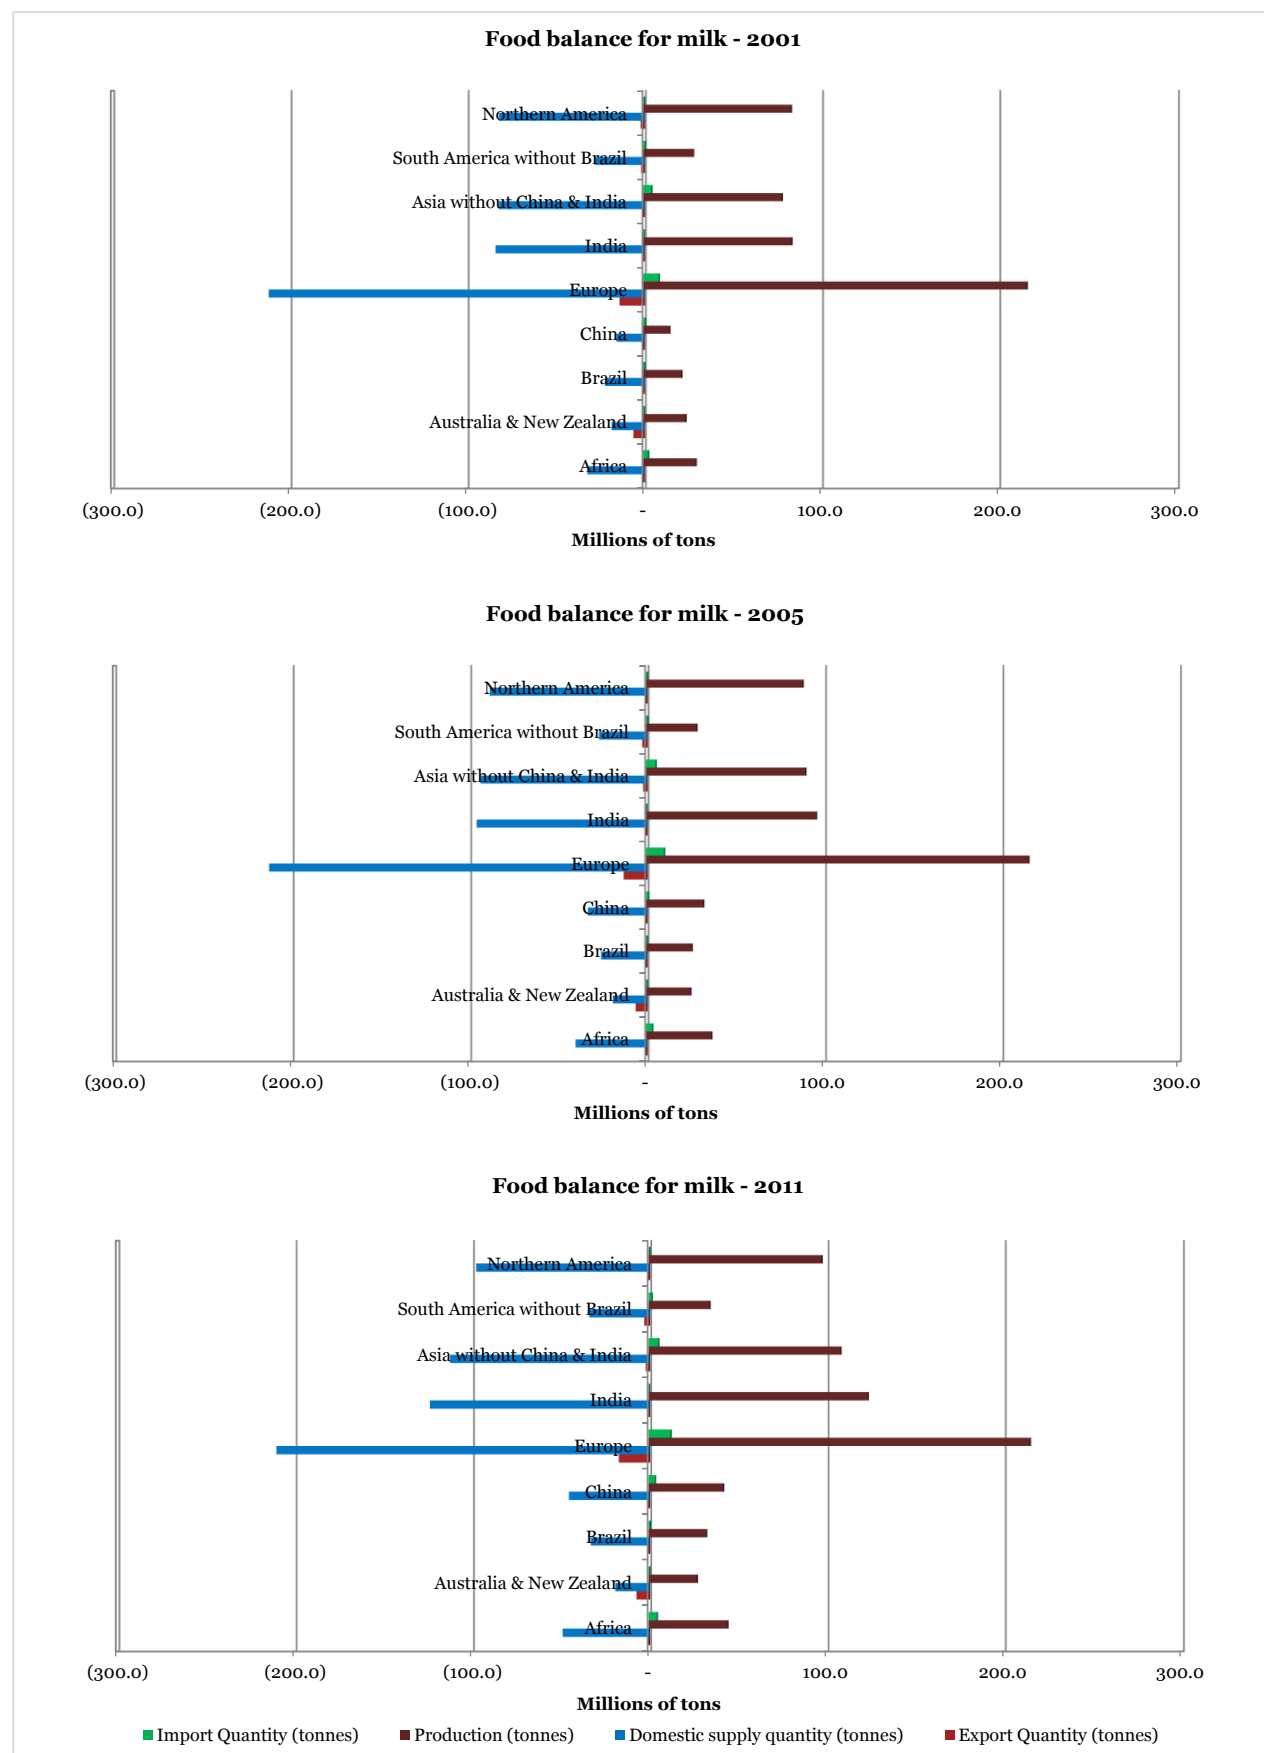 Food balance for milk - 2001
Northern America
South America without Brazil
Asia without China & India
India
Europe
China
Brazil
Australia & New Zealand
Africa
(300.0) (200.0) (100.0) - 100.0 200.0 300.0
Millions of tons
Food balance for milk - 2005
Northern America
South America without Brazil
Asia without China & India
India
Europe
China
Brazil
Australia & New Zealand
Africa
(300.0) (200.0) (100.0) - 100.0 200.0 300.0
Millions of tons
Food balance for milk - 2011
Northern America
South America without Brazil
Asia without China & India
India
Europe
China
Brazil
Australia & New Zealand
Africa
(300.0) (200.0) (100.0) - 100.0 200.0 300.0
Millions of tons
Import Quantity (tonnes) Production (tonnes) Domestic supply quantity (tonnes) Export Quantity (tonnes)